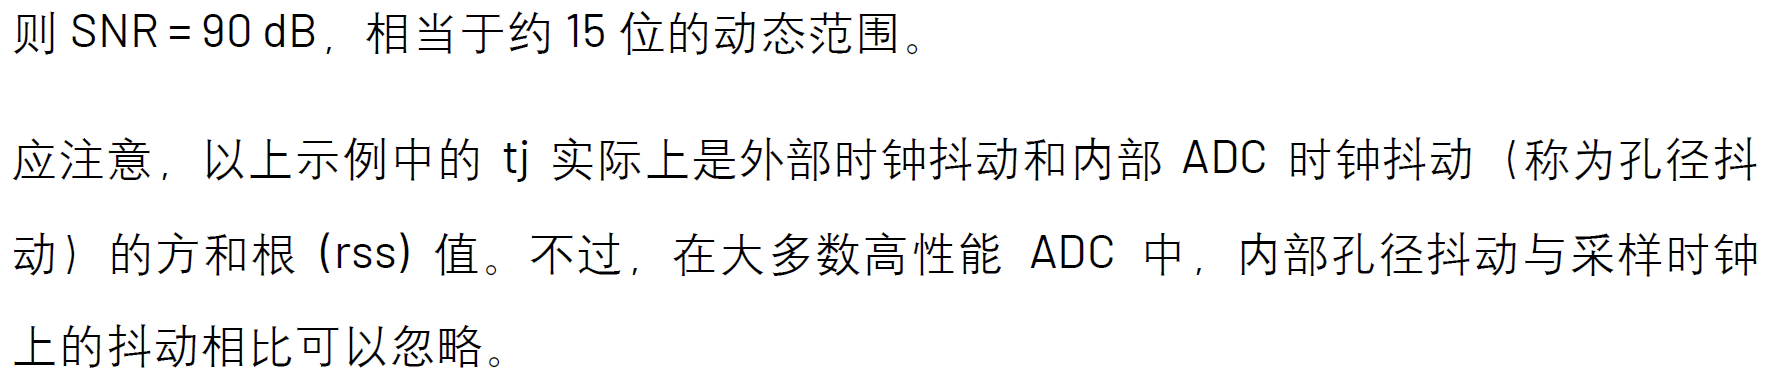 则 SNR = 90 dB，相当于约 15 位的动态范围。
应注意，以上示例中的 tj 实际上是外部时钟抖动和内部 ADC 时钟抖动（称为孔径抖
动）的方和根 (rss) 值。不过，在大多数高性能 ADC 中，内部孔径抖动与采样时钟
上的抖动相比可以忽略。